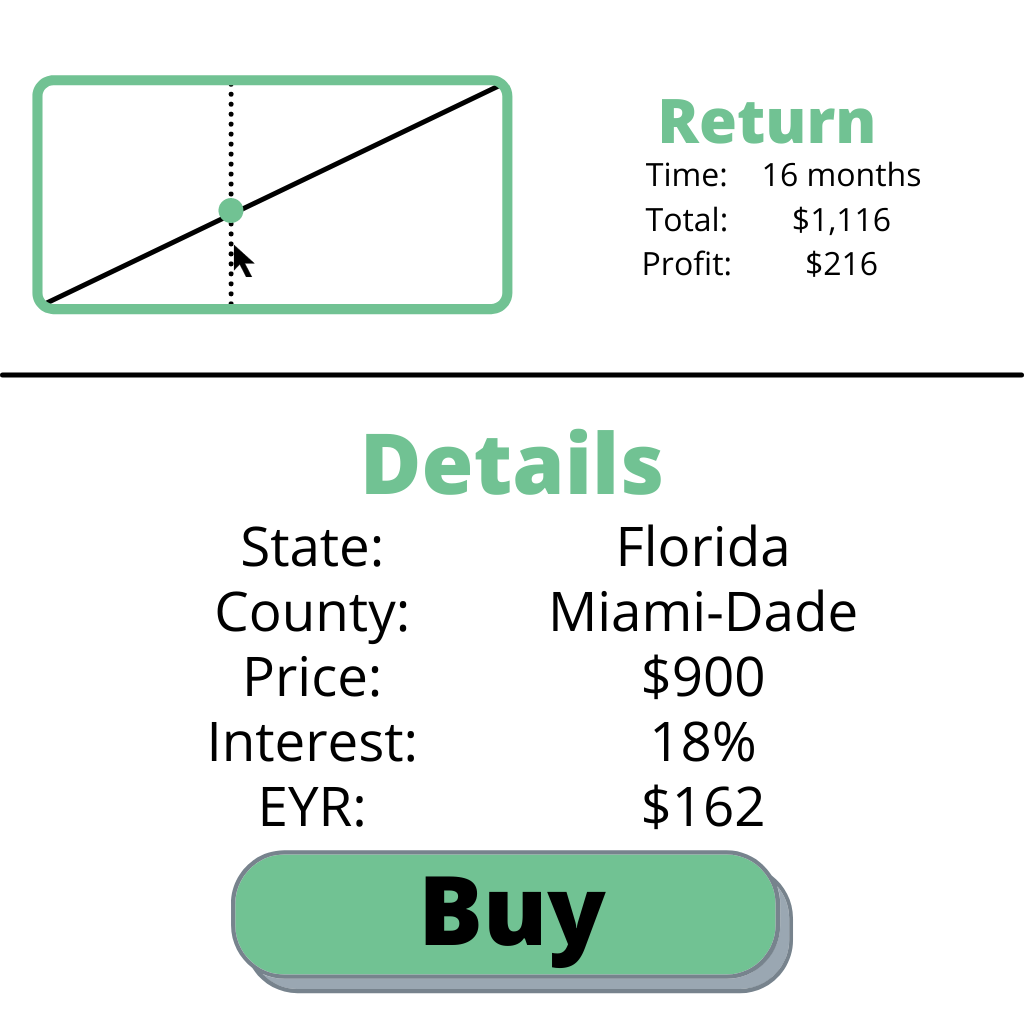 Return
Time: 16 months
Total: $1,116
Profit: $216
Details
State: Florida
County: Miami-Dade
Price: $900
Interest: 18%
EYR: $162
Buy